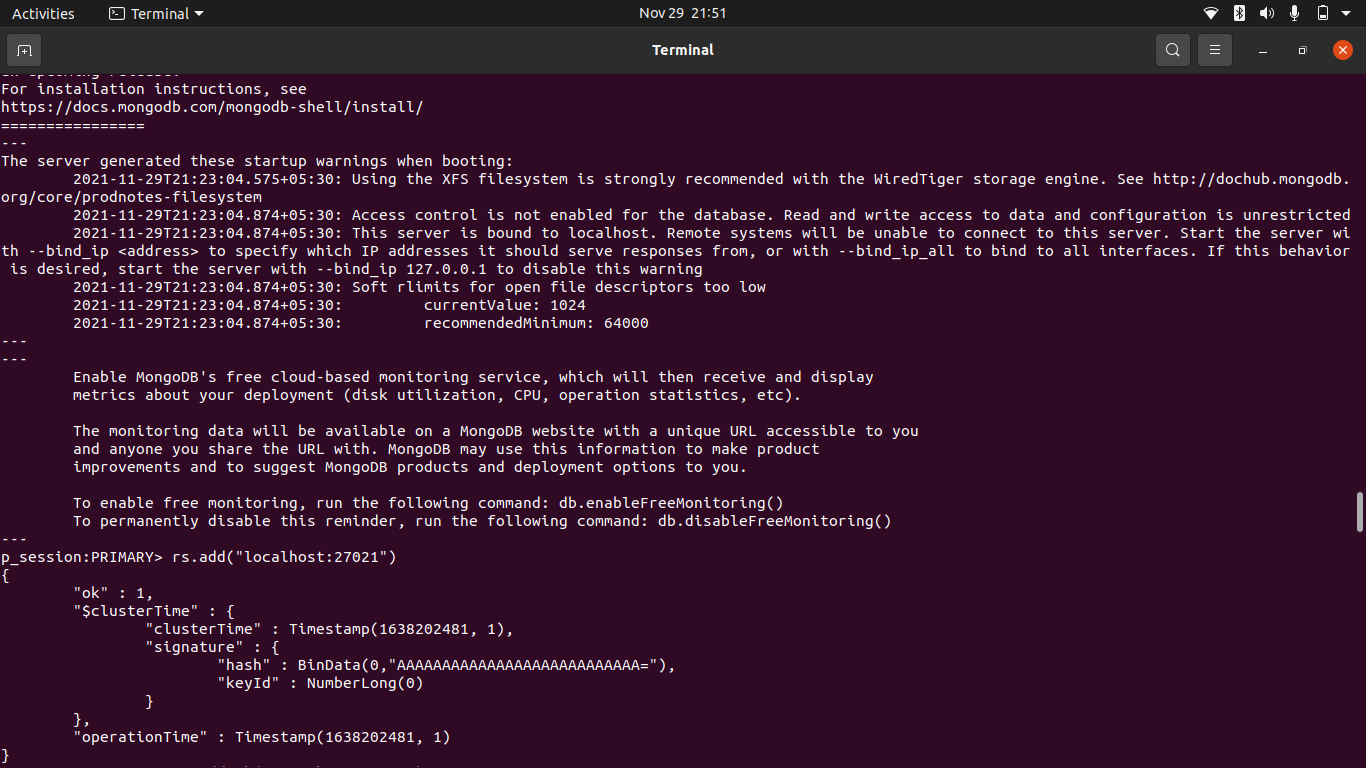 Activities
Terminal
Nov 29 21:51
Terminal
in upcoming release.
For installation instructions, see
https://docs.mongodb.com/mongodb-shell/install/
================
---
The server generated these startup warnings when booting:
2021-11-29T21:23:04.575+05:30: Using the XFS filesystem is strongly recommended with the WiredTiger storage engine. See http://dochub.mongodb.
org/core/prodnotes-filesystem
2021-11-29T21:23:04.874+05:30: Access control is not enabled for the database. Read and write access to data and configuration is unrestricted
2021-11-29T21:23:04.874+05:30: This server is bound to localhost. Remote systems will be unable to connect to this server. Start the server wi
th --bind_ip <address> to specify which IP addresses it should serve responses from, or with --bind_ip_all to bind to all interfaces. If this behavior
is desired, start the server with --bind_ip 127.0.0.1 to disable this warning
2021-11-29T21:23:04.874+05:30: Soft rlimits for open file descriptors too low
2021-11-29T21:23:04.874+05:30:         currentValue: 1024
2021-11-29T21:23:04.874+05:30:         recommendedMinimum: 64000
---
---
Enable MongoDB's free cloud-based monitoring service, which will then receive and display
metrics about your deployment (disk utilization, CPU, operation statistics, etc).
The monitoring data will be available on a MongoDB website with a unique URL accessible to you
and anyone you share the URL with. MongoDB may use this information to make product
improvements and to suggest MongoDB products and deployment options to you.
To enable free monitoring, run the following command: db.enableFreeMonitoring()
To permanently disable this reminder, run the following command: db.disableFreeMonitoring()
---
p_session:PRIMARY> rs.add("localhost:27021")
{
"ok" : 1,
"$clusterTime" : {
"clusterTime" : Timestamp(1638202481, 1),
"signature" : {
"hash" : BinData(0,"AAAAAAAAAAAAAAAAAAAAAAAAAAA="),
"keyId" : NumberLong(0)
}
},
"operationTime" : Timestamp(1638202481, 1)
}